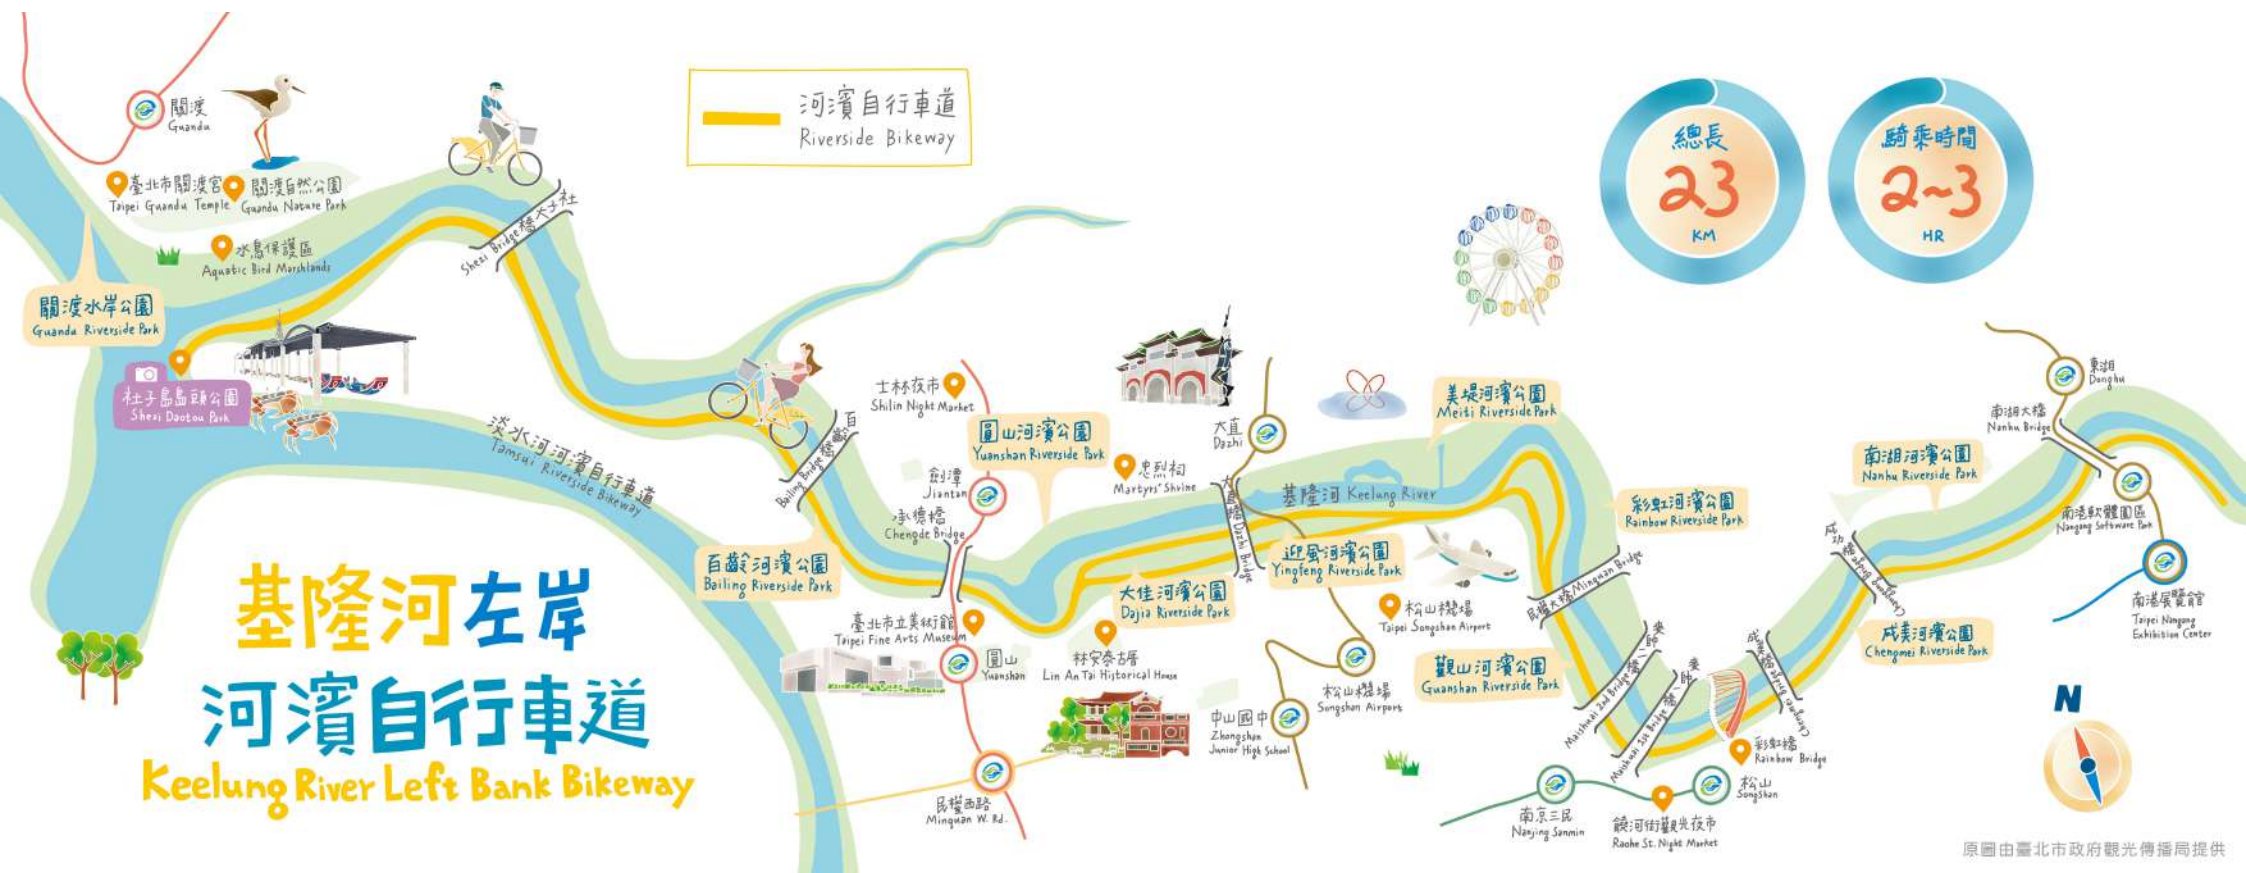 關渡
Guandu
臺北市關渡宮
Taipei Guandu Temple
關渡自然公園
Guandu Nature Park
水鳥保護區
Aquatic Bird Marshlands
關渡水岸公園
Guandu Riverside Park
社子島島頭公園
Shezi Daotou Park
社子大橋
Shezi Bridge
河濱自行車道
Riverside Bikeway
總長
23
KM
騎乘時間
2~3
HR
淡水河河濱自行車道
Tamsui Riverside Bikeway
百齡橋
Bailing Bridge
百齡河濱公園
Bailing Riverside Park
士林夜市
Shilin Night Market
劍潭
Jiantan
承德橋
Chengde Bridge
圓山河濱公園
Yuanshan Riverside Park
忠烈祠
Martyrs' Shrine
大直
Dazhi
大直橋 Dazhi Bridge
基隆河 Keelung River
美堤河濱公園
Meiti Riverside Park
大佳河濱公園
Dajia Riverside Park
迎風河濱公園
Yingfeng Riverside Park
臺北市立美術館
Taipei Fine Arts Museum
圓山
Yuanshan
林安泰古厝
Lin An Tai Historical House
民權西路
Minquan W. Rd.
松山機場
Taipei Songshan Airport
松山機場
Songshan Airport
中山國中
Zhongshan
Junior High School
彩虹河濱公園
Rainbow Riverside Park
民權大橋 Minquan Bridge
觀山河濱公園
Guanshan Riverside Park
麥帥二橋
Maishuai 2nd Bridge
麥帥一橋
Maishuai 1st Bridge
成美橋
Chengmei Bridge
彩虹橋
Rainbow Bridge
松山
Songshan
南京三民
Nanjing Sanmin
饒河街觀光夜市
Raohe St. Night Market
成功橋
Chenggong Bridge
成美河濱公園
Chengmei Riverside Park
南湖河濱公園
Nanhu Riverside Park
南湖大橋
Nanhu Bridge
東湖
Donghu
南港軟體園區
Nangang Software Park
南港展覽館
Taipei Nangang
Exhibition Center
基隆河左岸
河濱自行車道
Keelung River Left Bank Bikeway
N
原圖由臺北市政府觀光傳播局提供